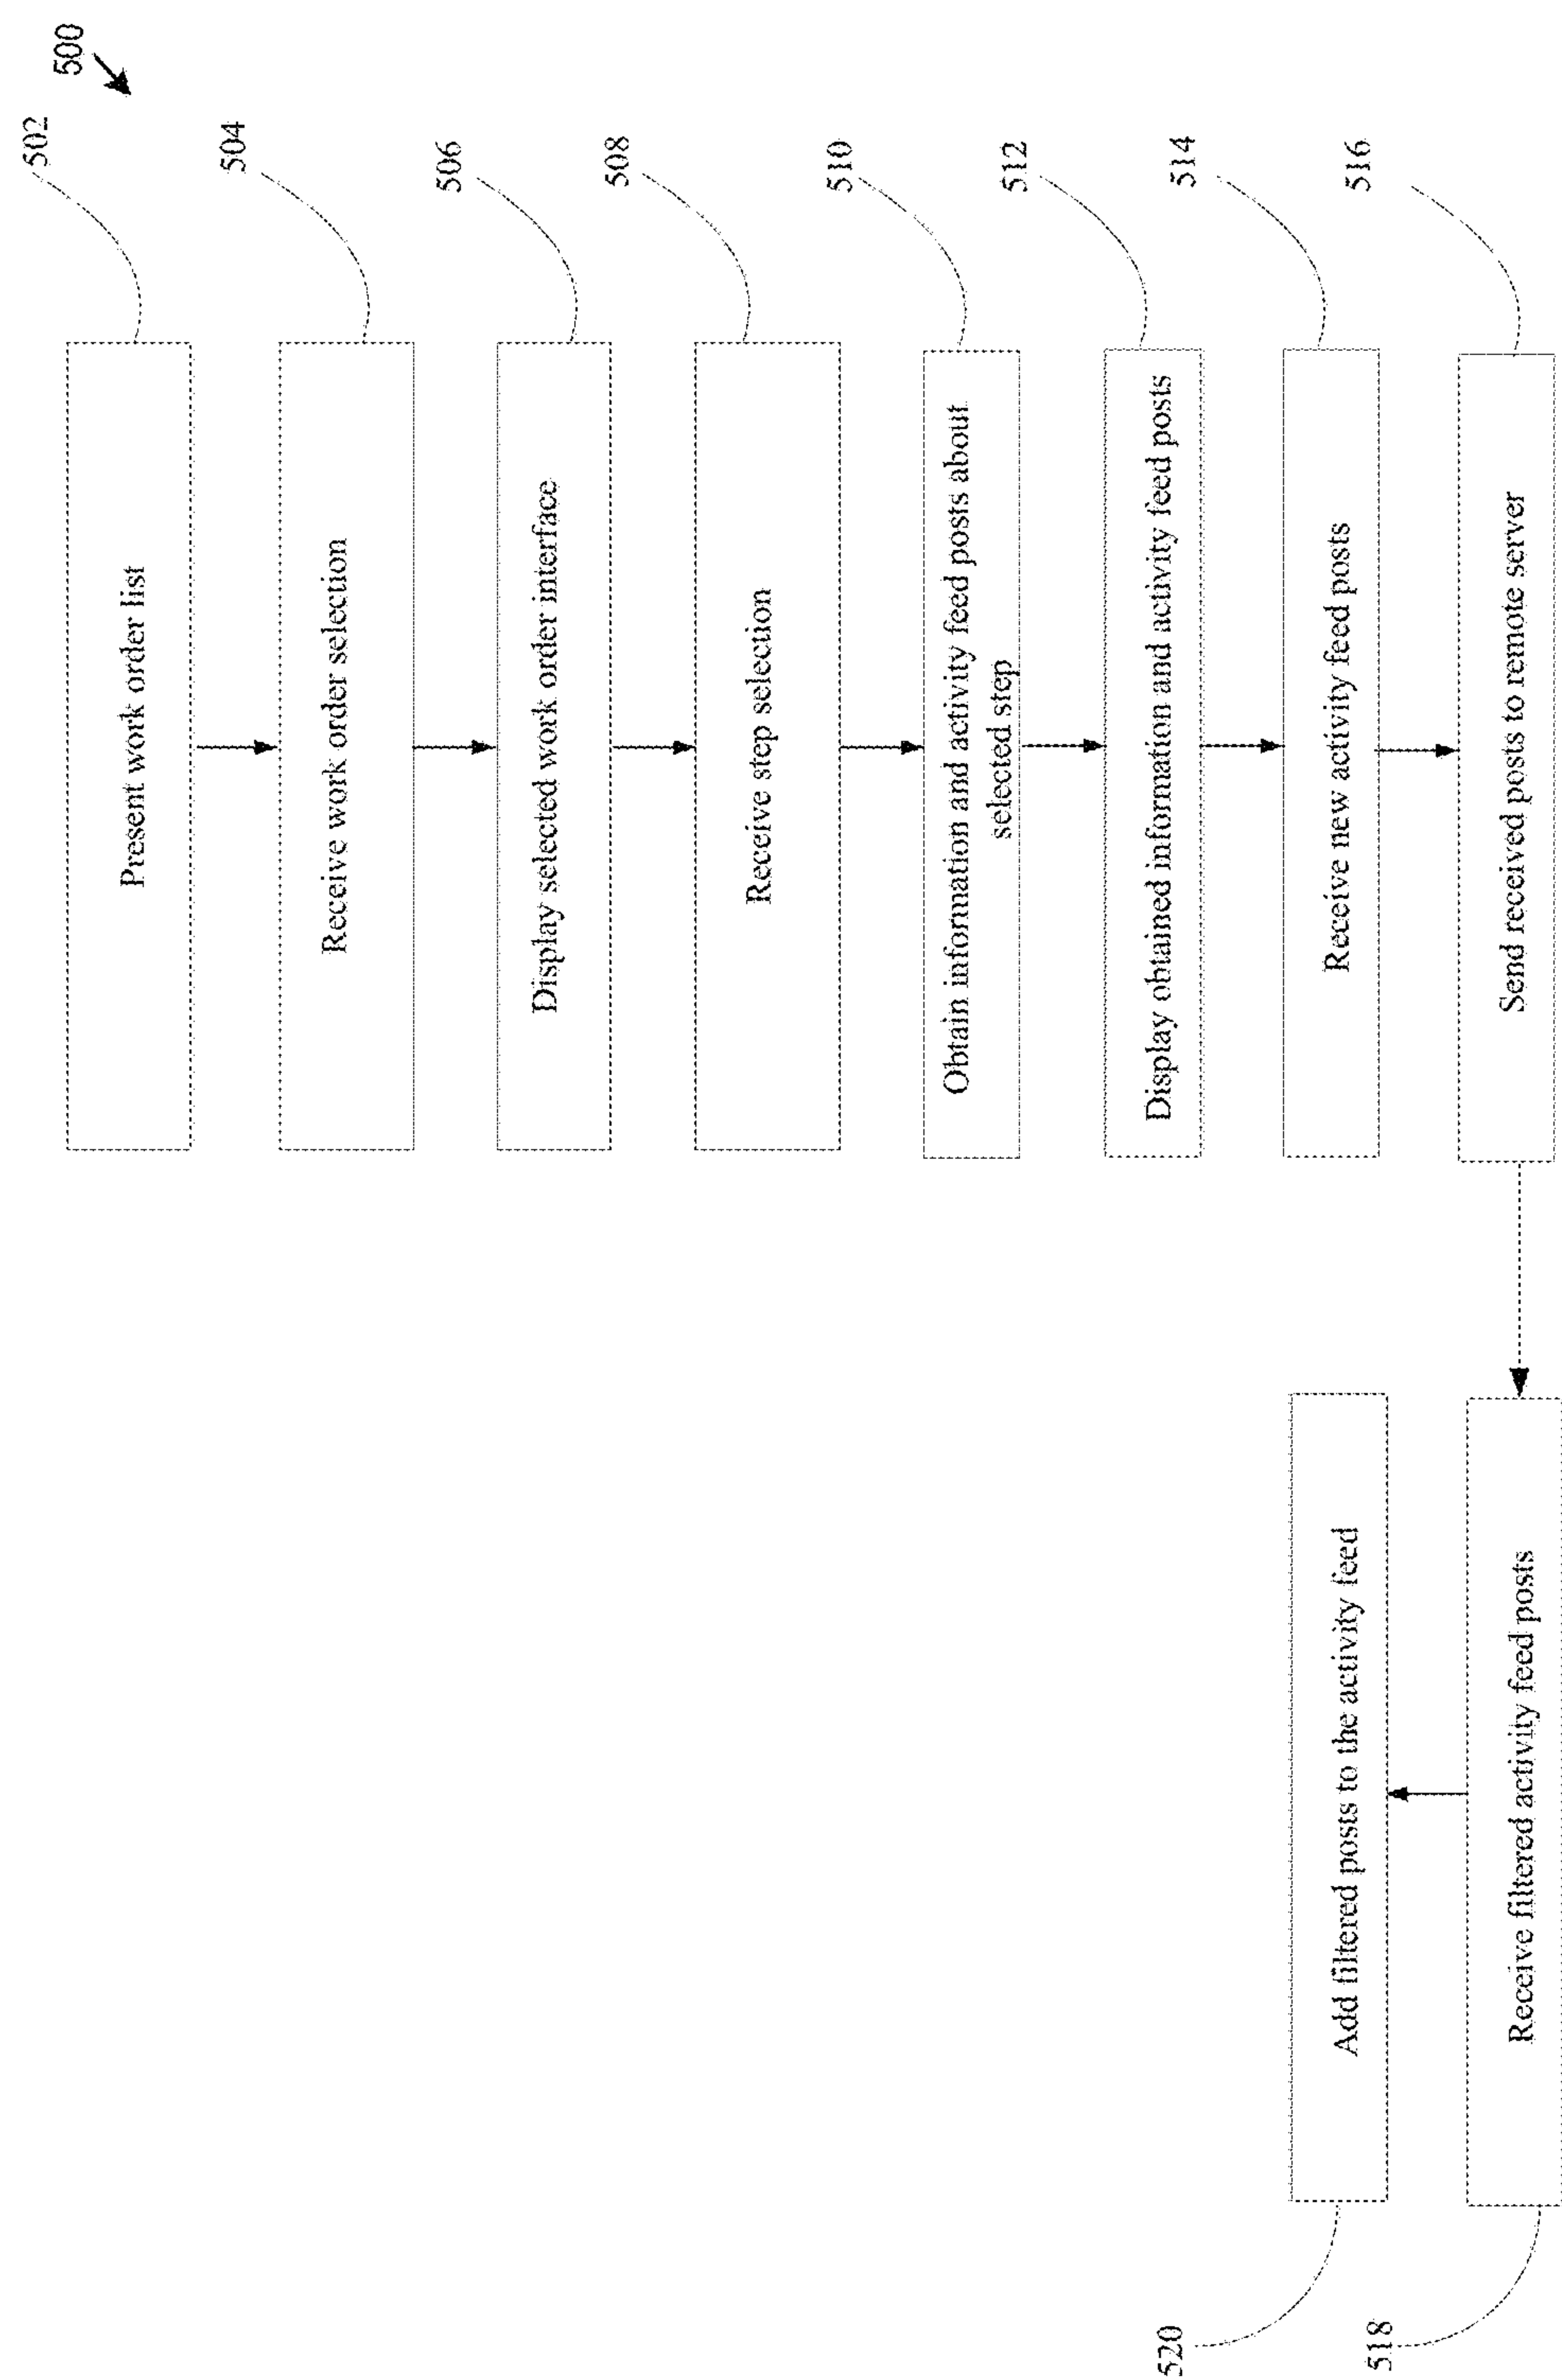 500
502
Present work order list
504
Receive work order selection
506
Display selected work order interface
508
Receive step selection
510
Obtain information and activity feed posts about
selected step
512
Display obtained information and activity feed posts
514
Receive new activity feed posts
516
Send received posts to remote server
518
Receive filtered activity feed posts
520
Add filtered posts to the activity feed